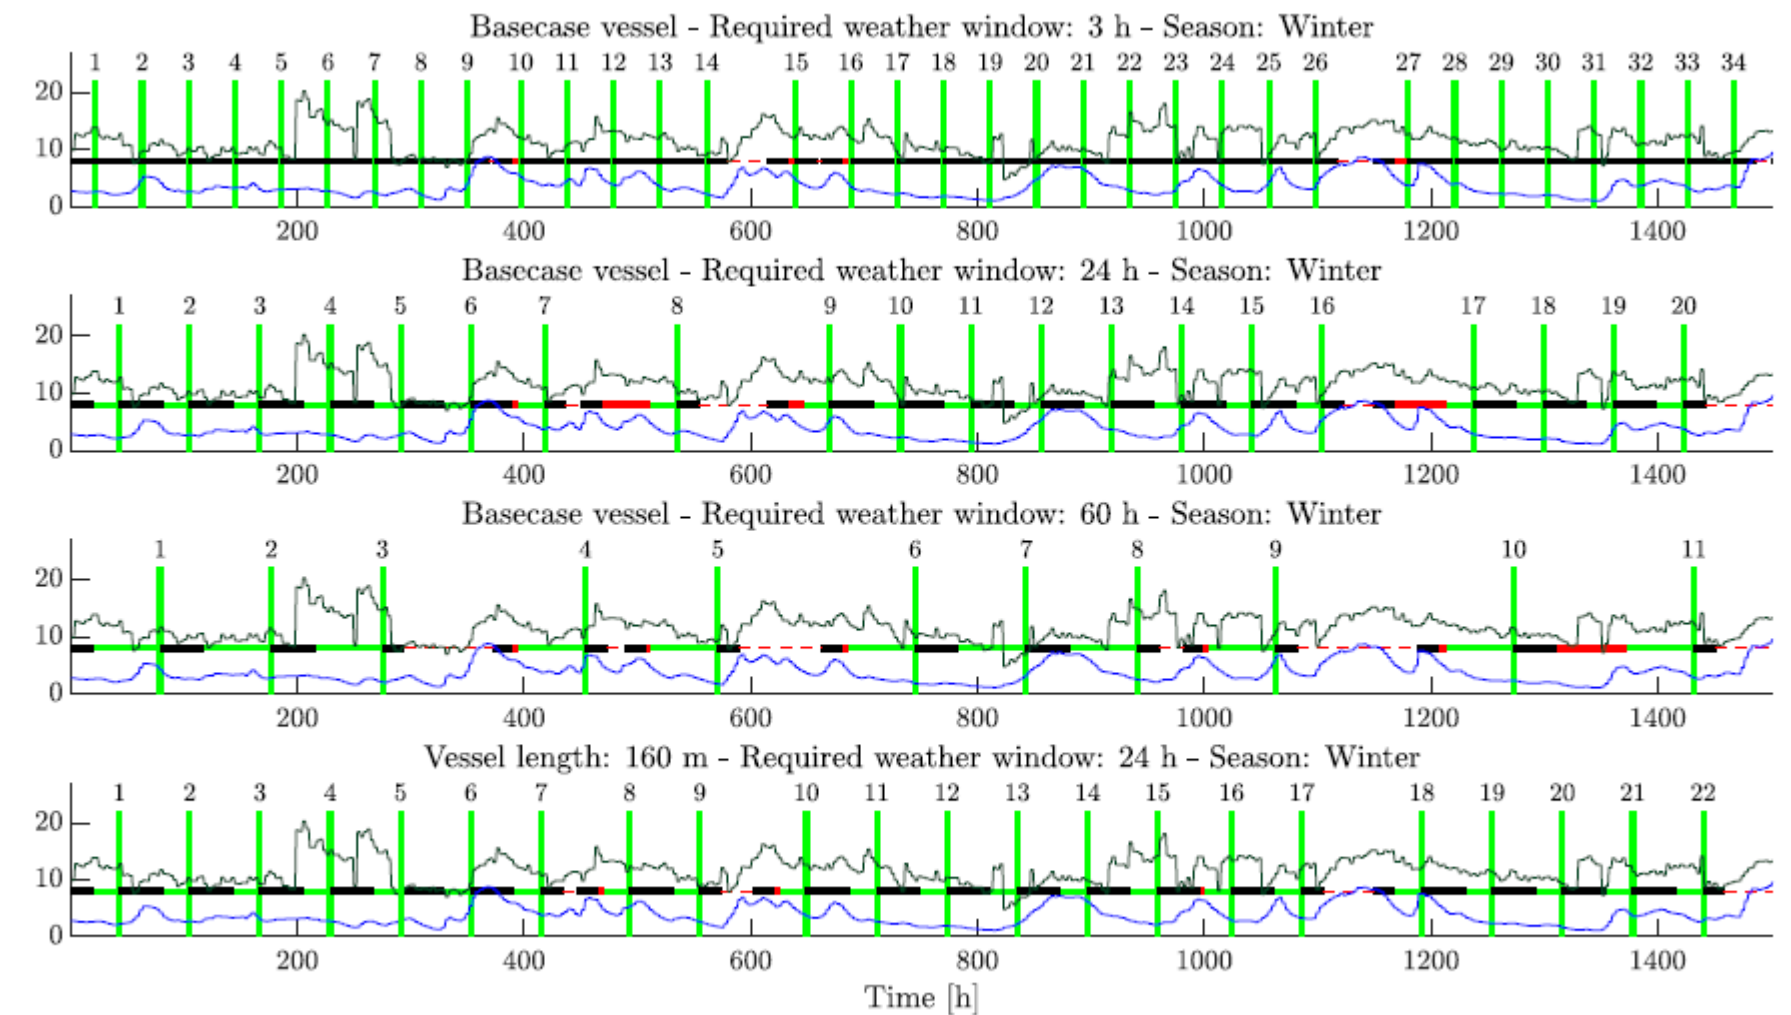 Basecase vessel - Required weather window: 3 h - Season: Winter
1 2 3 4 5 6 7 8 9 10 11 12 13 14 15 16 17 18 19 20 21 22 23 24 25 26 27 28 29 30 31 32 33 34
20
10
0
200 400 600 800 1000 1200 1400
Basecase vessel - Required weather window: 24 h - Season: Winter
1 2 3 4 5 6 7 8 9 10 11 12 13 14 15 16 17 18 19 20
20
10
0
200 400 600 800 1000 1200 1400
Basecase vessel - Required weather window: 60 h - Season: Winter
1 2 3 4 5 6 7 8 9 10 11
20
10
0
200 400 600 800 1000 1200 1400
Vessel length: 160 m - Required weather window: 24 h - Season: Winter
1 2 3 4 5 6 7 8 9 10 11 12 13 14 15 16 17 18 19 20 21 22
20
10
0
200 400 600 800 1000 1200 1400
Time [h]